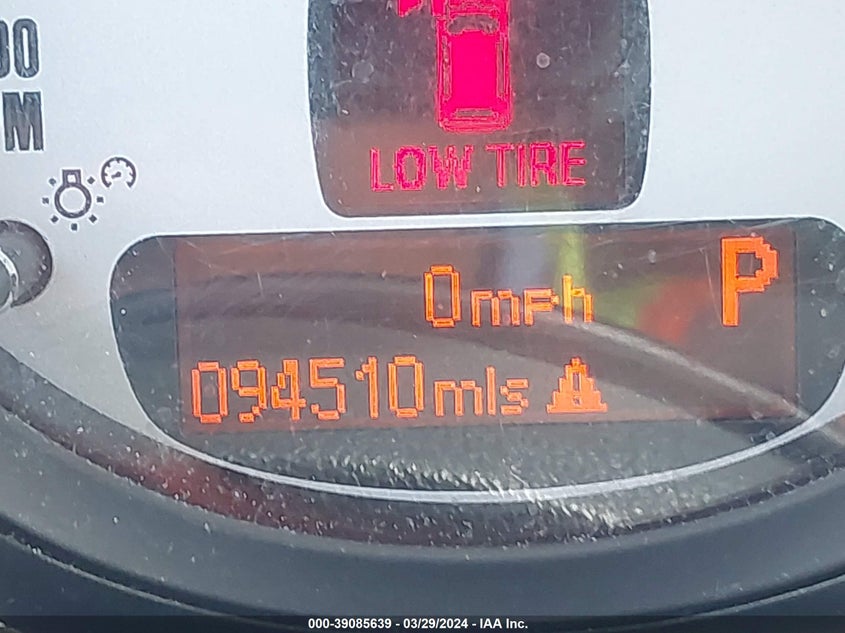 00
M
LOW TIRE
0mph P
094510mls
000-39085639 - 03/29/2024 - IAA Inc.